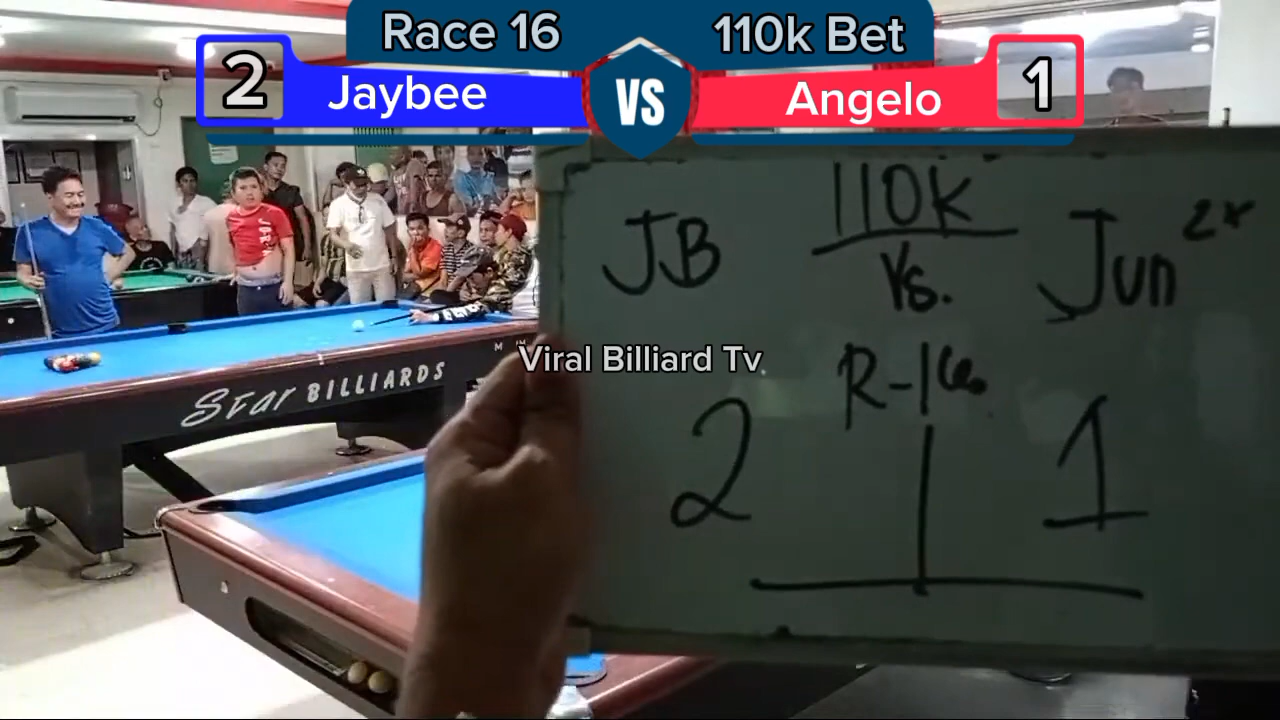 Race 16
110k Bet
2
Jaybee
VS
Angelo
1
110K
JB
Vs.
Jun
2x
R-16
2
1
Viral Billiard Tv
Star BILLIARDS